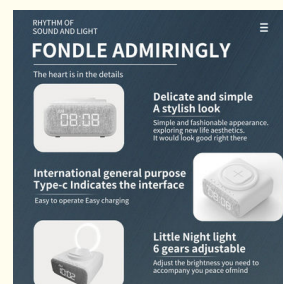 RHYTHM OF
SOUND AND LIGHT
FONDLE ADMIRINGLY
The heart is in the details
Delicate and simple
A stylish look
Simple and fashionable appearance.
exploring new life aesthetics.
It would look good right there
08:08
International general purpose
Type-c Indicates the interface
Easy to operate Easy charging
Little Night light
6 gears adjustable
Adjust the brightness you need to
accompany you peace ofmind